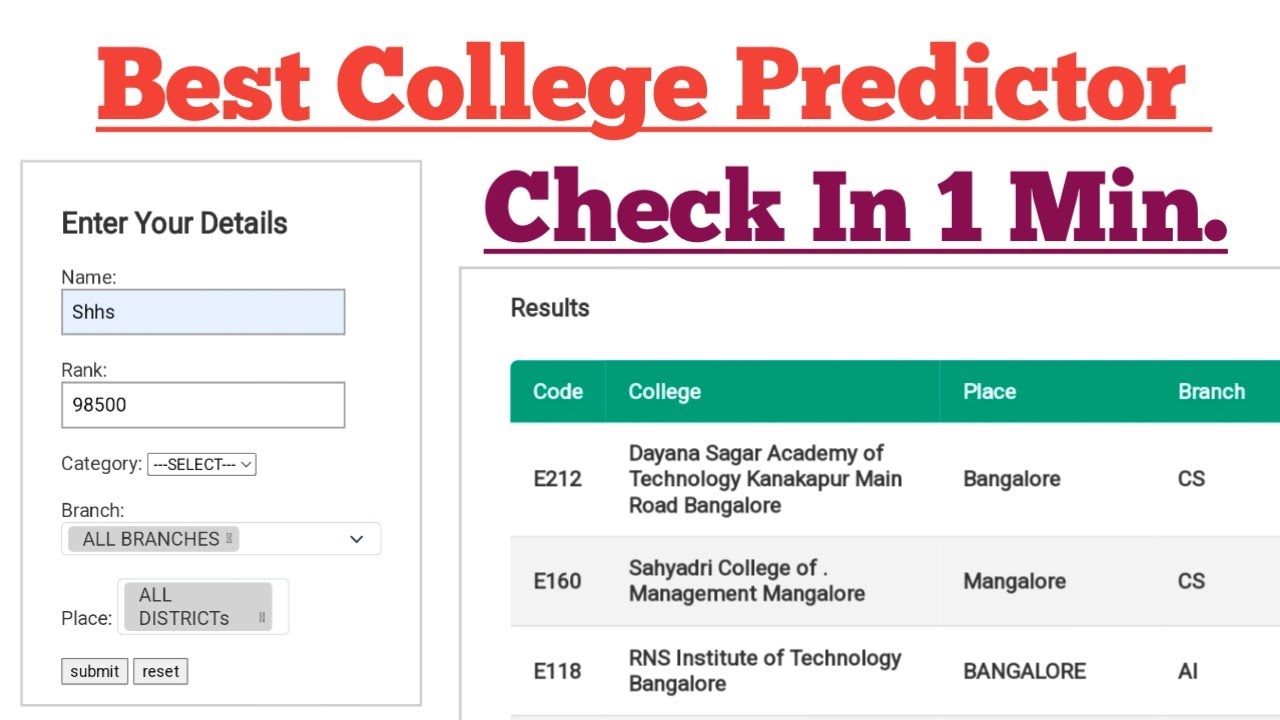 Best College Predictor
Check In 1 Min.
Enter Your Details
Name:
Shhs
Rank:
98500
Category: ---SELECT---
Branch:
ALL BRANCHES
Place: ALL
DISTRICTs
submit reset
Results
Code College Place Branch
E212 Dayana Sagar Academy of
Technology Kanakapur Main
Road Bangalore Bangalore CS
E160 Sahyadri College of .
Management Mangalore Mangalore CS
E118 RNS Institute of Technology
Bangalore BANGALORE AI